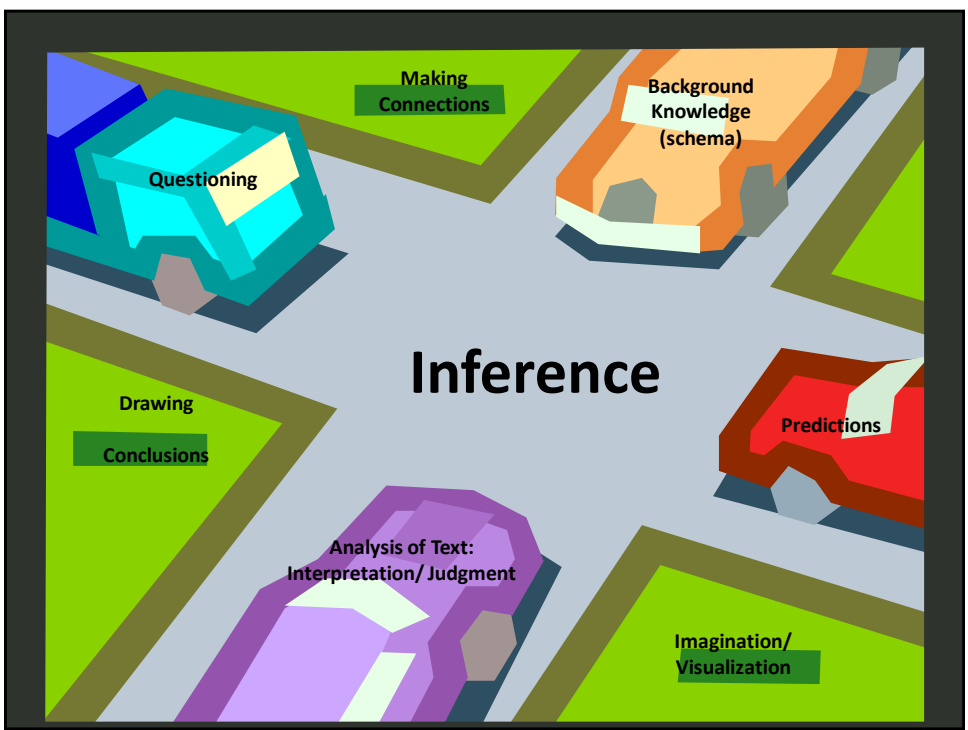 Making
Connections
Background
Knowledge
(schema)
Questioning
Inference
Drawing
Conclusions
Predictions
Analysis of Text:
Interpretation/ Judgment
Imagination/
Visualization